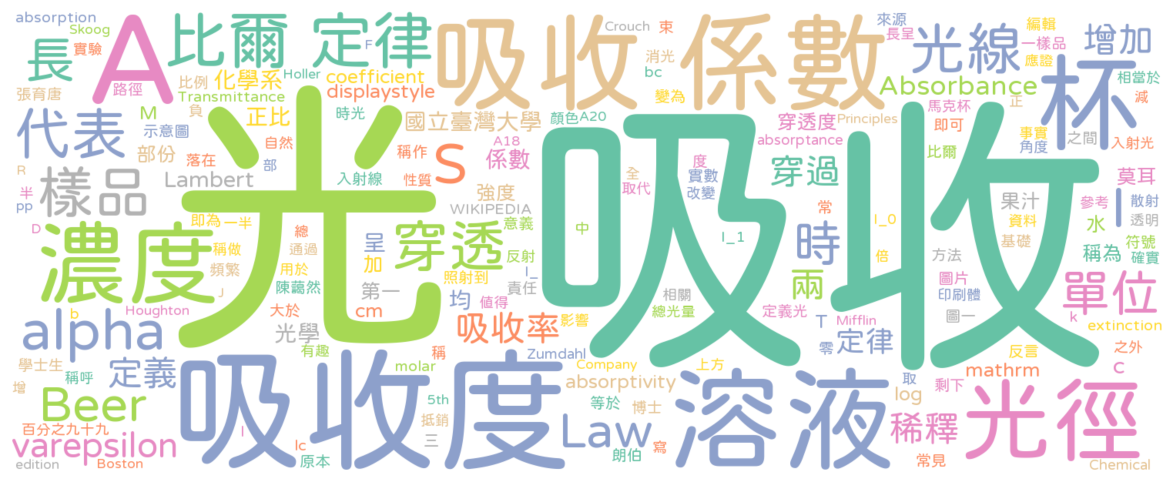 absorption
Skoog
實驗
長
A
路徑
張育唐
比爾 定律
F
比例
化學系
Holler
Transmittance
coefficient
displaystyle
吸收 係數
Crouch
束
消光
bc
變為
光線
來源
長呈
編輯
一樣品
應證
增加
Absorbance
杯
相當於
減
代表
M
負
正比
示意圖
部份
落在
自然
部
時光
稱作
國立臺灣大學
顏色
A20
A18
係數
穿透度
Principles
absorptance
馬克杯
即可
正
事實
角度
之間
入射光
比爾
R
半
pp
D
樣品
Lambert
入射線
性質
S
強度
WIKIPEDIA
度
實數
改變
全
取代
穿過
常
果汁
I
莫耳
散射
透明
參考
水
資料
基礎
符號
確實
稱為
濃度
光
即為
一半
稱做
頻繁
總
通過
用於
J
陳藹然
穿透
呈
加
意義
反射
I_
照射到
責任
中
I_1
吸收
時
I_0
倍
方法
兩
圖片
印刷體
圖一
單位
alpha
b
Houghton
大於
光學
第一
cm
均
值得
吸收率
影響
相關
總光量
定義光
T
零
Mifflin
定律
k
extinction
學士生
增
稱呼
定義
有趣
稱
molar
Zumdahl
Company
absorptivity
上方
取
log
反言
mathrm
剩下
之外
C
Beer
百分之九十九
varepsilon
edition
Boston
l
lc
原本
吸收度
5th
抵銷
三
等於
博士
Law
朗伯
寫
溶液
稀釋
常見
光徑
Chemical